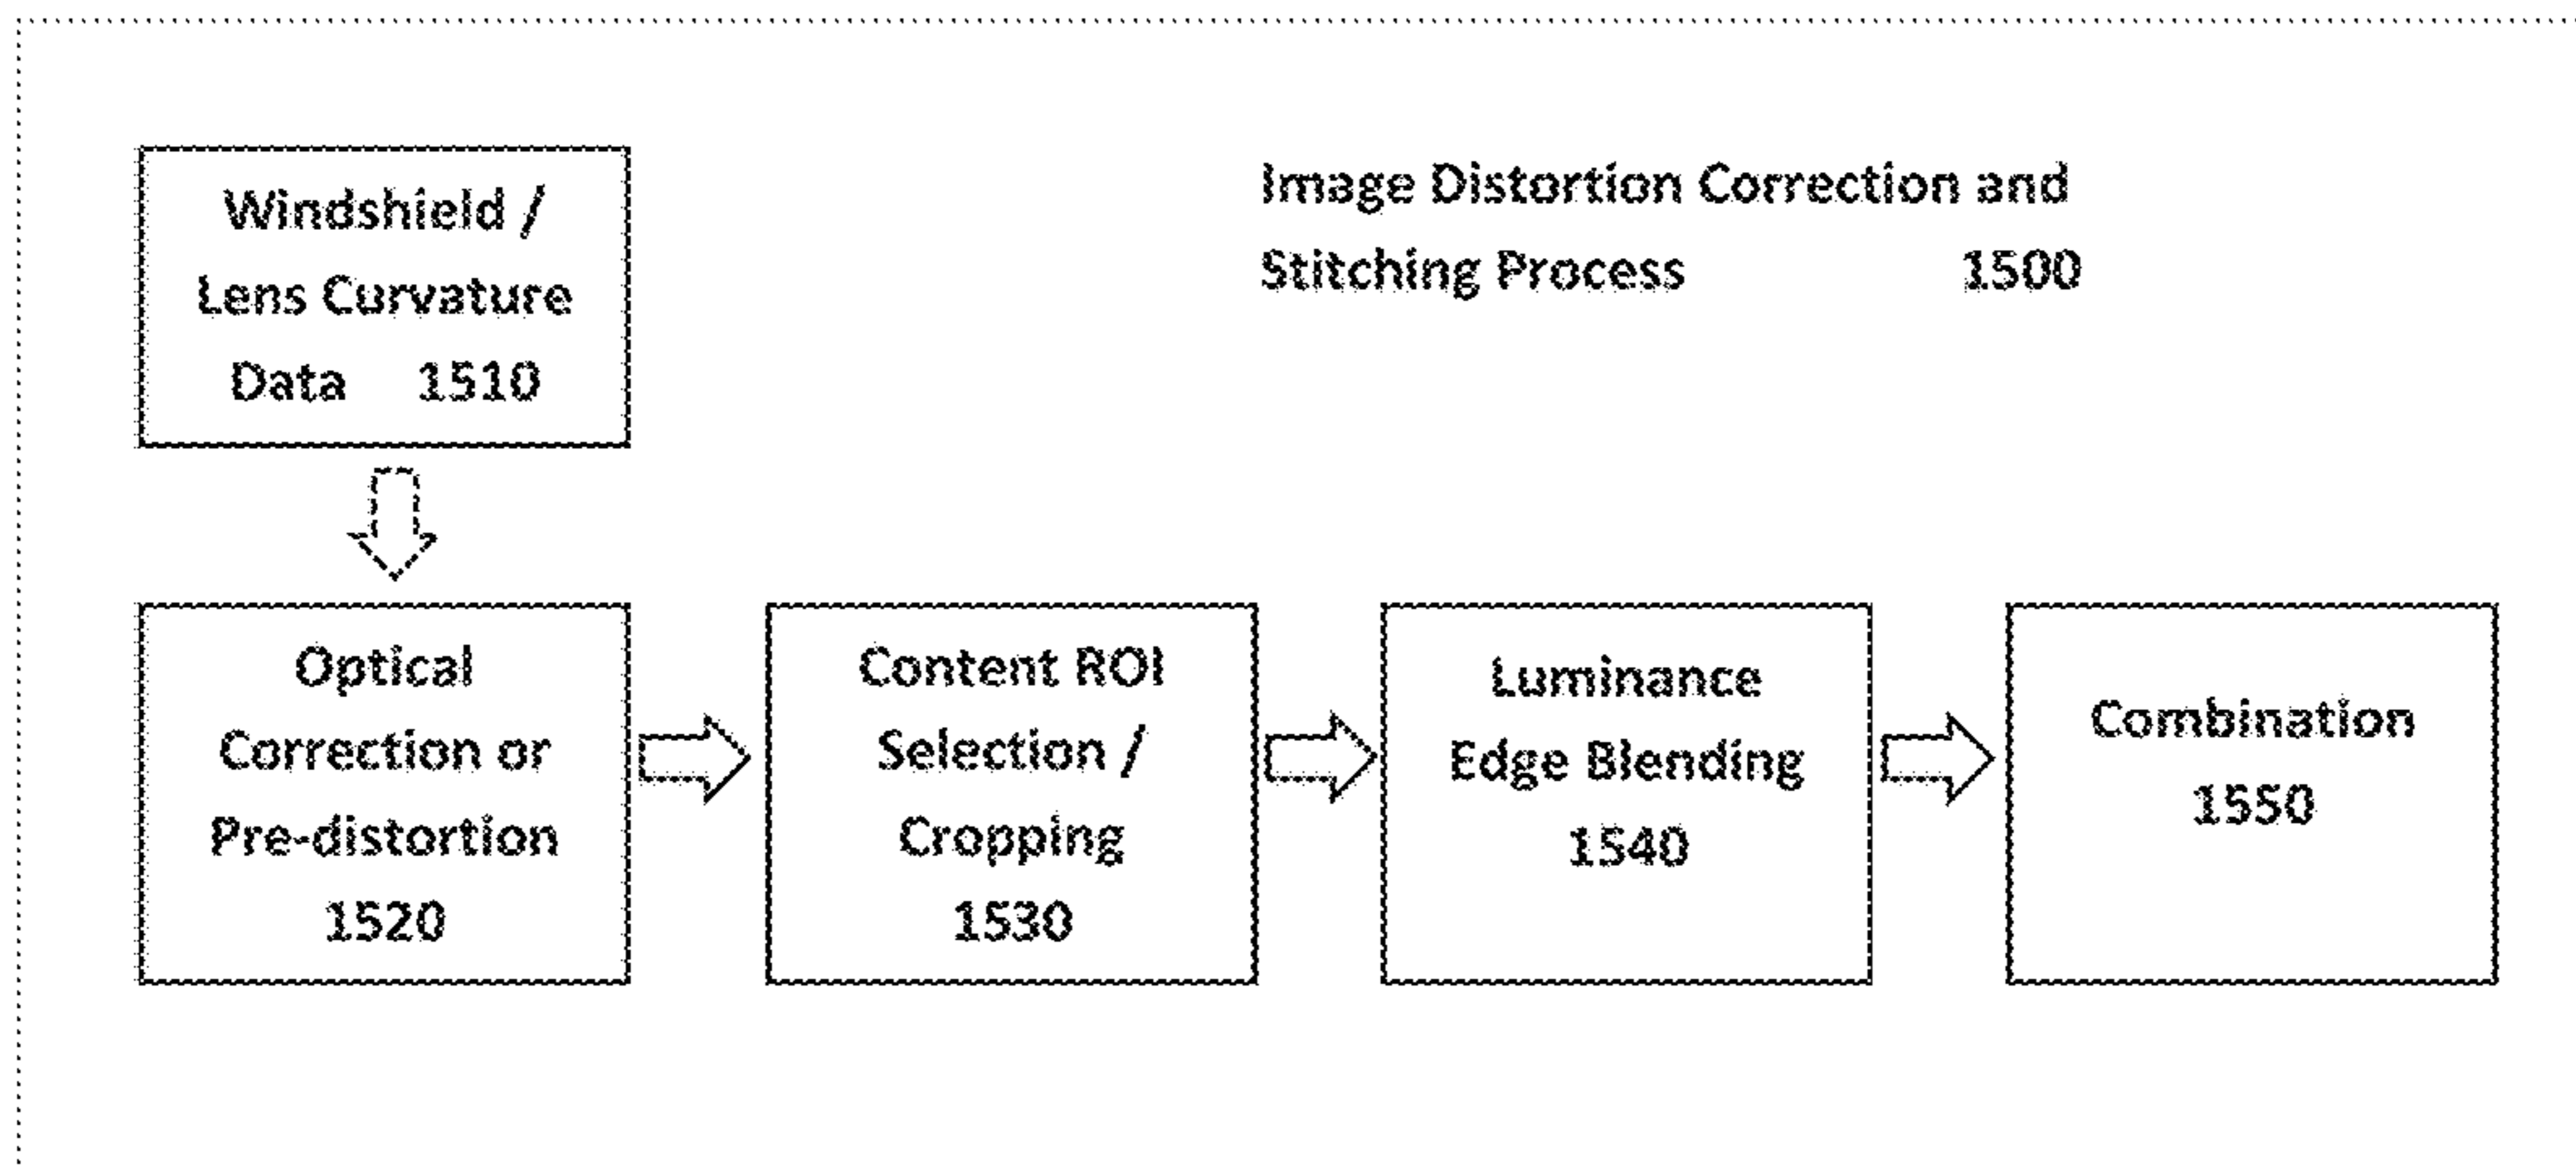 Windshield /
Lens Curvature
Data 1510
Image Distortion Correction and
Stitching Process 1500
Optical
Correction or
Pre-distortion
1520
Content ROI
Selection /
Cropping
1530
Luminance
Edge Blending
1540
Combination
1550